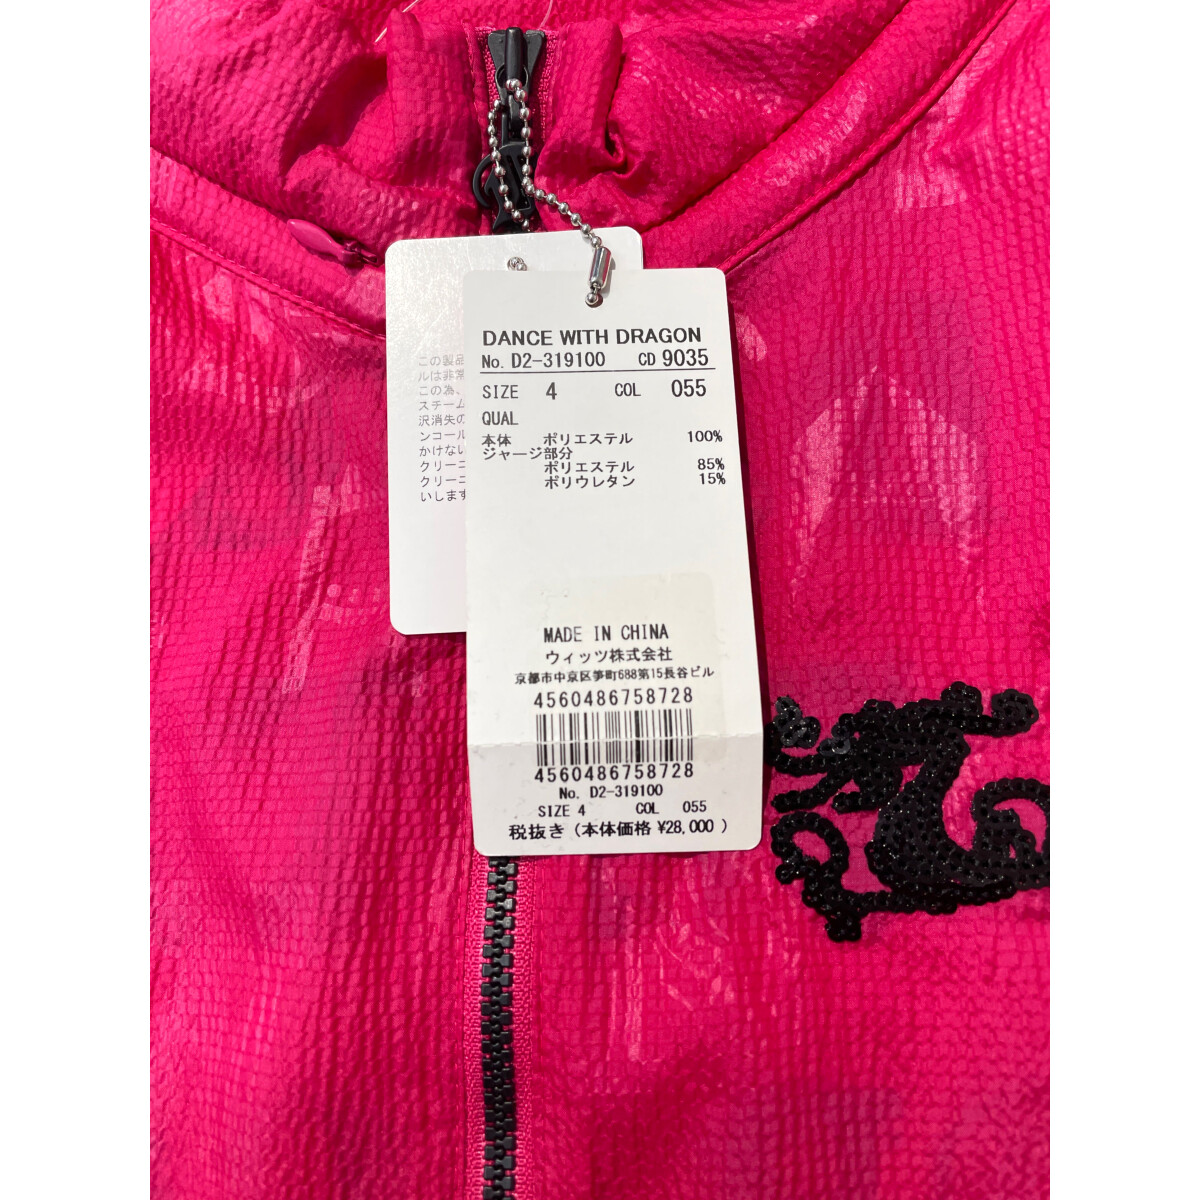 DANCE WITH DRAGON
No. D2-319100 CD 9035
SIZE 4 COL 055
QUAL
本体 ポリエステル 100%
ジャージ部分
ポリエステル 85%
ポリウレタン 15%
MADE IN CHINA
ウィッツ株式会社
京都市中京区笋町688第15長谷ビル
4560486758728
4560486758728
No. D2-319100
SIZE 4 COL 055
税抜き (本体価格 ¥28,000 )
この製品
ルは非常
この為、
スチーム
沢消失の
ンコール
かけない
クリーニ
クリーニ
いします